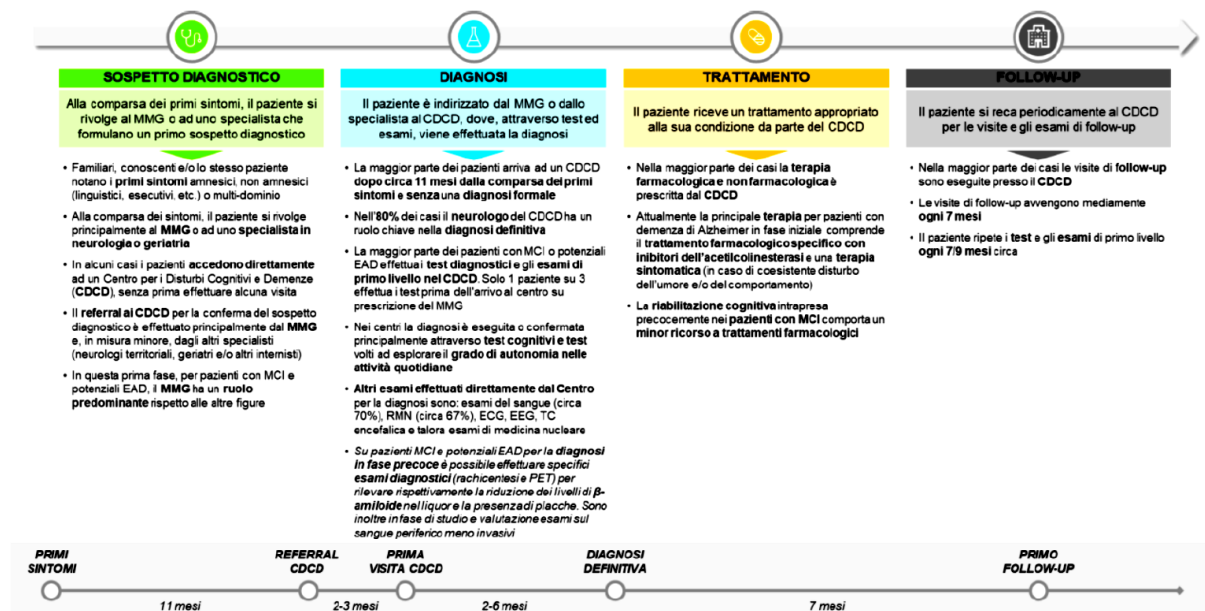 SOSPETTO DIAGNOSTICO
Alla comparsa dei primi sintomi, il paziente si
rivolge al MMG o ad uno specialista che
formulano un primo sospetto diagnostico
• Familiari, conoscenti e/o lo stesso paziente
notano i primi sintomi amnesici, non amnesici
(linguistici, esecutivi, etc.) o multi-dominio
• Alla comparsa dei sintomi, il paziente si rivolge
principalmente al MMG o ad uno specialista in
neurologia o geriatria
• In alcuni casi i pazienti accedono direttamente
ad un Centro per i Disturbi Cognitivi e Demenze
(CDCD), senza prima effettuare alcuna visita
• Il referral ai CDCD per la conferma del sospetto
diagnostico è effettuato principalmente dal MMG
e, in misura minore, dagli altri specialisti
(neurologi territoriali, geriatri e/o altri internisti)
• In questa prima fase, per pazienti con MCI e
potenziali EAD, il MMG ha un ruolo
predominante rispetto alle altre figure
DIAGNOSI
Il paziente è indirizzato dal MMG o dallo
specialista al CDCD, dove, attraverso test ed
esami, viene effettuata la diagnosi
• La maggior parte dei pazienti arriva ad un CDCD
dopo circa 11 mesi dalla comparsa dei primi
sintomi e senza una diagnosi formale
• Nell'80% dei casi il neurologo del CDCD ha un
ruolo chiave nella diagnosi definitiva
• La maggior parte dei pazienti con MCI o potenziali
EAD effettua i test diagnostici e gli esami di
primo livello nel CDCD. Solo 1 paziente su 3
effettua i test prima dell'arrivo al centro su
prescrizione del MMG
• Nei centri la diagnosi è eseguita o confermata
principalmente attraverso test cognitivi e test
volti ad esplorare il grado di autonomia nelle
attività quotidiane
• Altri esami effettuati direttamente dal Centro
per la diagnosi sono: esami del sangue (circa
70%), RMN (circa 67%), ECG, EEG, TC
encefalica e talora esami di medicina nucleare
• Su pazienti MCI e potenziali EAD per la diagnosi
in fase precoce è possibile effettuare specifici
esami diagnostici (rachicentesi e PET) per
rilevare rispettivamente la riduzione dei livelli di β-
amiloide nel liquor e la presenza di placche. Sono
inoltre in fase di studio e valutazione esami sul
sangue periferico meno invasivi
TRATTAMENTO
Il paziente riceve un trattamento appropriato
alla sua condizione da parte del CDCD
• Nella maggior parte dei casi la terapia
farmacologica e non farmacologica è
prescritta dal CDCD
• Attualmente la principale terapia per pazienti con
demenza di Alzheimer in fase iniziale comprende
il trattamento farmacologico specifico con
inibitori dell'acetilcolinesterasi e una terapia
sintomatica (in caso di coesistente disturbo
dell'umore e/o del comportamento)
• La riabilitazione cognitiva intrapresa
precocemente nei pazienti con MCI comporta un
minor ricorso a trattamenti farmacologici
FOLLOW-UP
Il paziente si reca periodicamente al CDCD
per le visite e gli esami di follow-up
• Nella maggior parte dei casi le visite di follow-up
sono eseguite presso il CDCD
• Le visite di follow-up avvengono mediamente
ogni 7 mesi
• Il paziente ripete i test e gli esami di primo livello
ogni 7/9 mesi circa
PRIMI
SINTOMI
REFERRAL
CDCD
PRIMA
VISITA CDCD
DIAGNOSI
DEFINITIVA
PRIMO
FOLLOW-UP
11 mesi
2-3 mesi
2-6 mesi
7 mesi